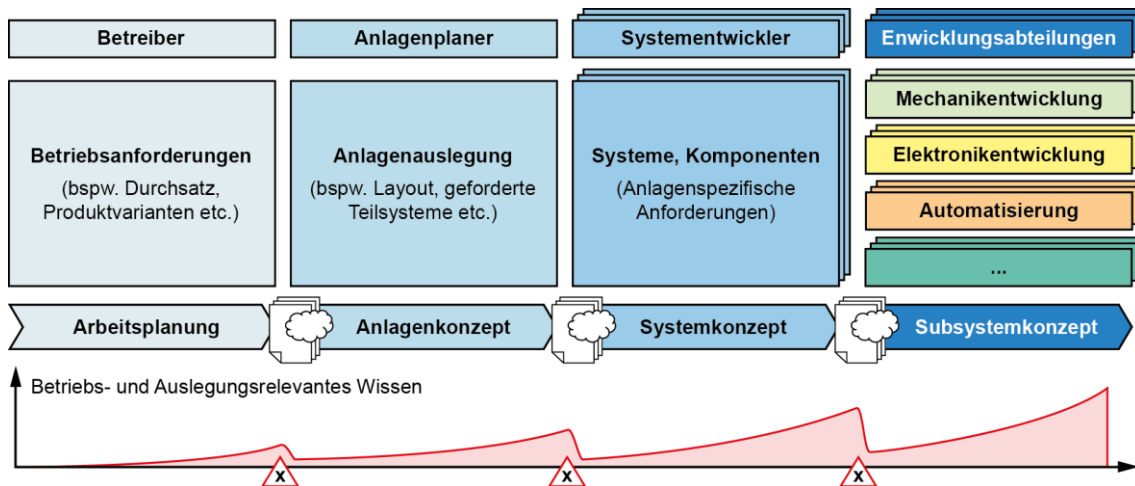 Betreiber
Anlagenplaner
Systementwickler
Enwicklungsabteilungen
Betriebsanforderungen
(bspw. Durchsatz,
Produktvarianten etc.)
Anlagenauslegung
(bspw. Layout, geforderte
Teilsysteme etc.)
Systeme, Komponenten
(Anlagenspezifische
Anforderungen)
Mechanikentwicklung
Elektronikentwicklung
Automatisierung
...
Arbeitsplanung
Anlagenkonzept
Systemkonzept
Subsystemkonzept
Betriebs- und Auslegungsrelevantes Wissen
x
x
x